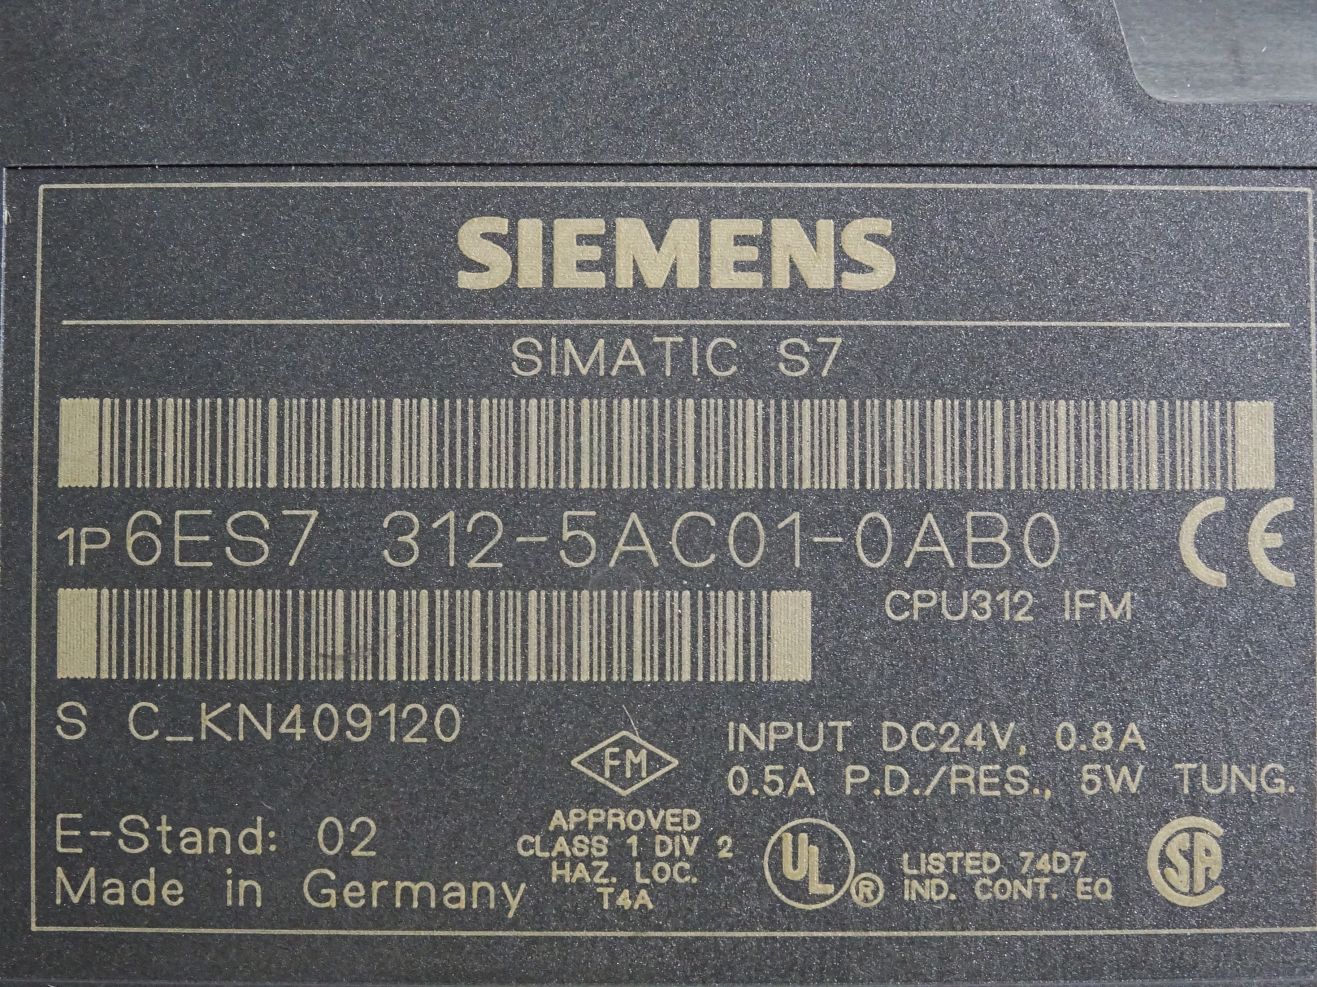 SIEMENS
SIMATIC S7
1P 6ES7 312-5AC01-0AB0
CE
CPU312 IFM
S C_KN409120
INPUT DC24V, 0.8A
0.5A P.D./RES., 5W TUNG.
FM
APPROVED
CLASS 1 DIV 2
HAZ. LOC.
T4A
E-Stand: 02
Made in Germany
UL ®
LISTED 74D7
IND. CONT. EQ
SA